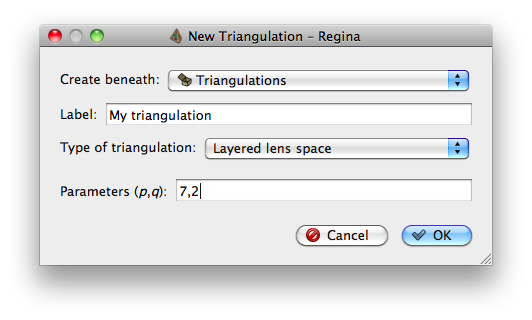 New Triangulation – Regina
Create beneath: Triangulations
Label: My triangulation
Type of triangulation: Layered lens space
Parameters (p,q): 7,2
Cancel OK